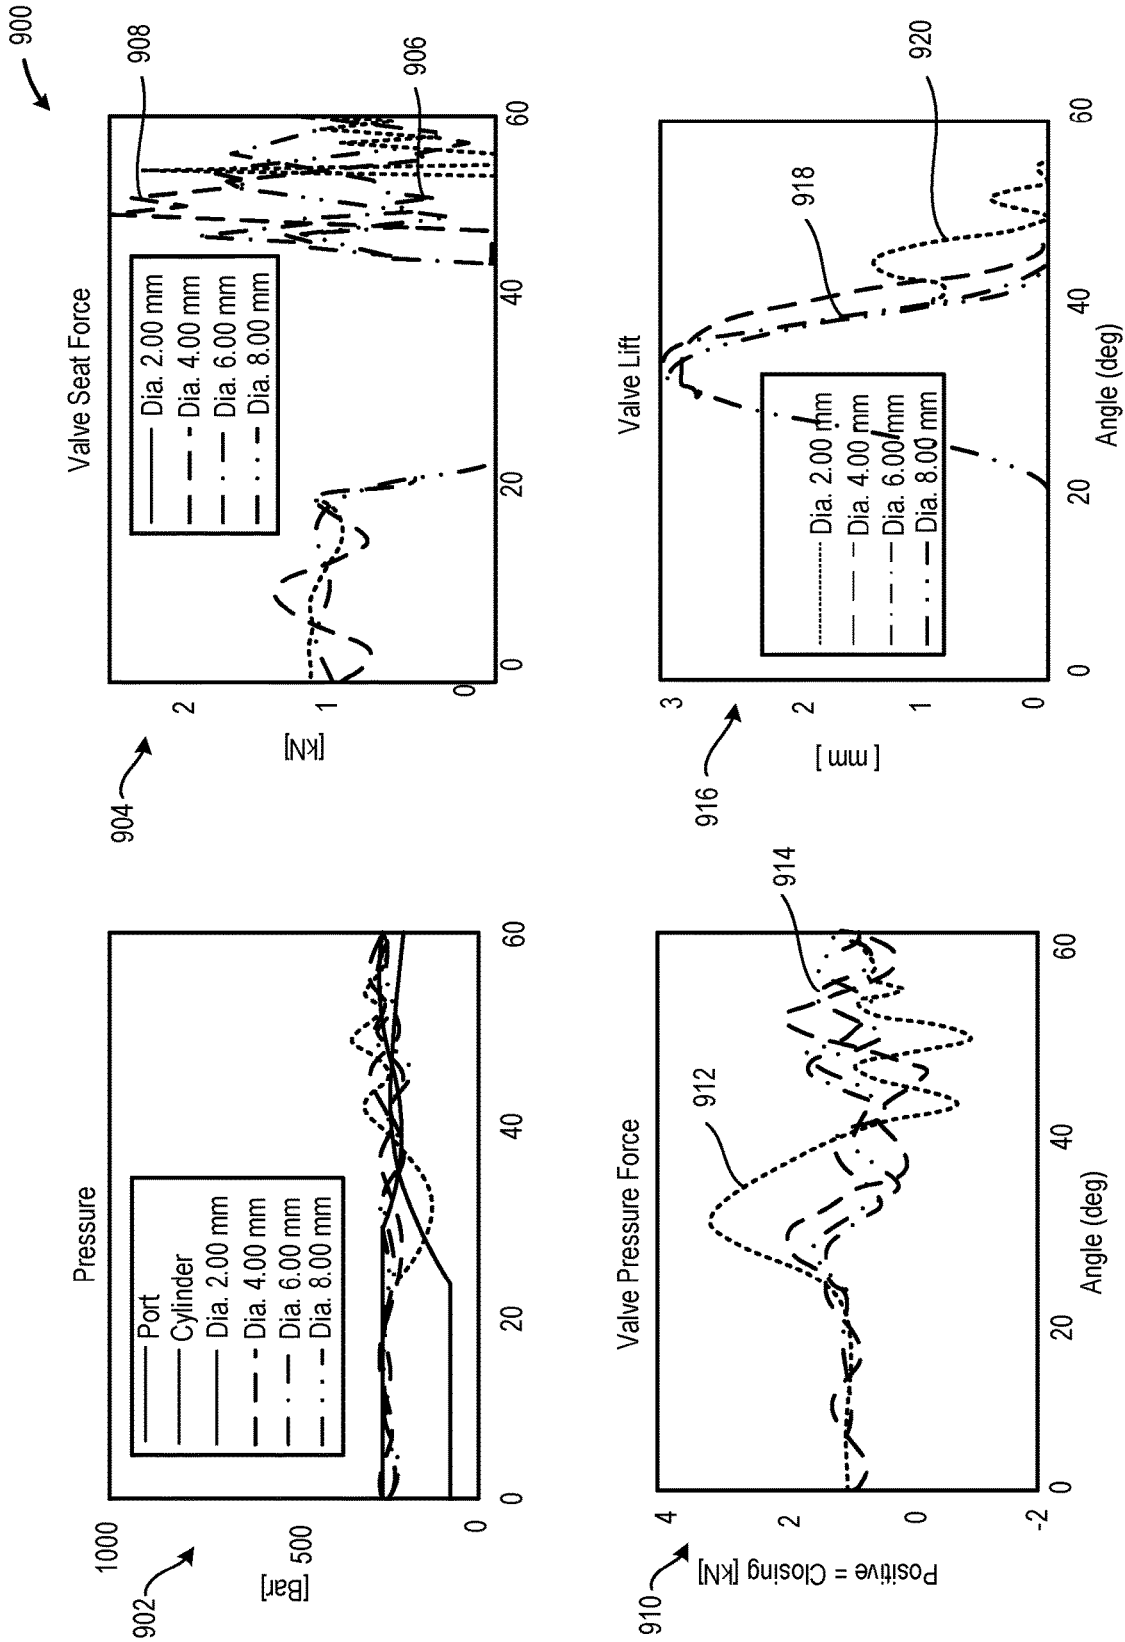 900
Pressure
902
[Bar]
1000
500
0
Port
Cylinder
Dia. 2.00 mm
Dia. 4.00 mm
Dia. 6.00 mm
Dia. 8.00 mm
0
20
40
60
Valve Seat Force
904
[kN]
2
1
0
Dia. 2.00 mm
Dia. 4.00 mm
Dia. 6.00 mm
Dia. 8.00 mm
908
906
0
20
40
60
Valve Pressure Force
910
Positive = Closing [kN]
4
2
0
-2
912
914
0
20
40
60
Angle (deg)
Valve Lift
916
[ mm ]
3
2
1
0
Dia. 2.00 mm
Dia. 4.00 mm
Dia. 6.00 mm
Dia. 8.00 mm
918
920
0
20
40
60
Angle (deg)